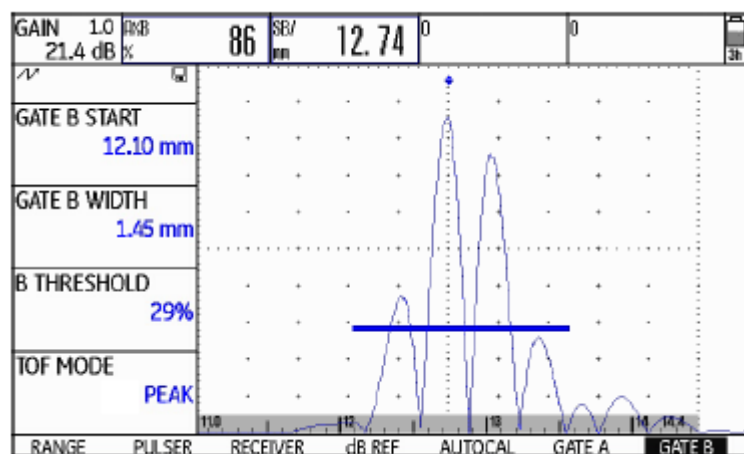 GAIN 1.0
21.4 dB
A%B
%
86
SB/
mm
12.74
0
0
3h
GATE B START
12.10 mm
GATE B WIDTH
1.45 mm
B THRESHOLD
29%
TOF MODE
PEAK
11.0 12 13 14 14.4
RANGE PULSER RECEIVER dB REF AUTOCAL GATE A GATE B